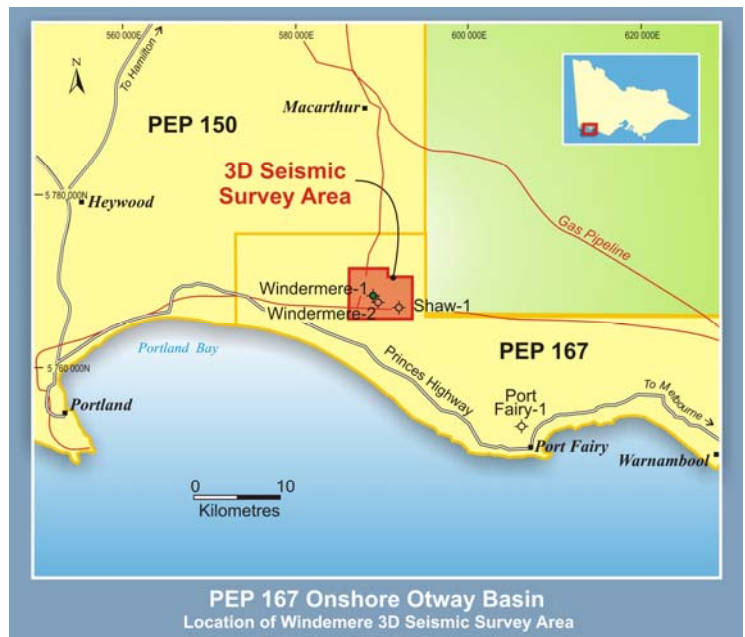 560 000E
580 000E
600 000E
620 000E
N
To Hamilton
Macarthur
PEP 150
3D Seismic
Survey Area
5 780 000N
Heywood
Gas Pipeline
Windermere-1
Windermere-2
Shaw-1
Portland Bay
PEP 167
5 760 000N
Princes Highway
Port
Fairy-1
To Melbourne
Portland
Port Fairy
Warnambool
0
10
Kilometres
PEP 167 Onshore Otway Basin
Location of Windemere 3D Seismic Survey Area